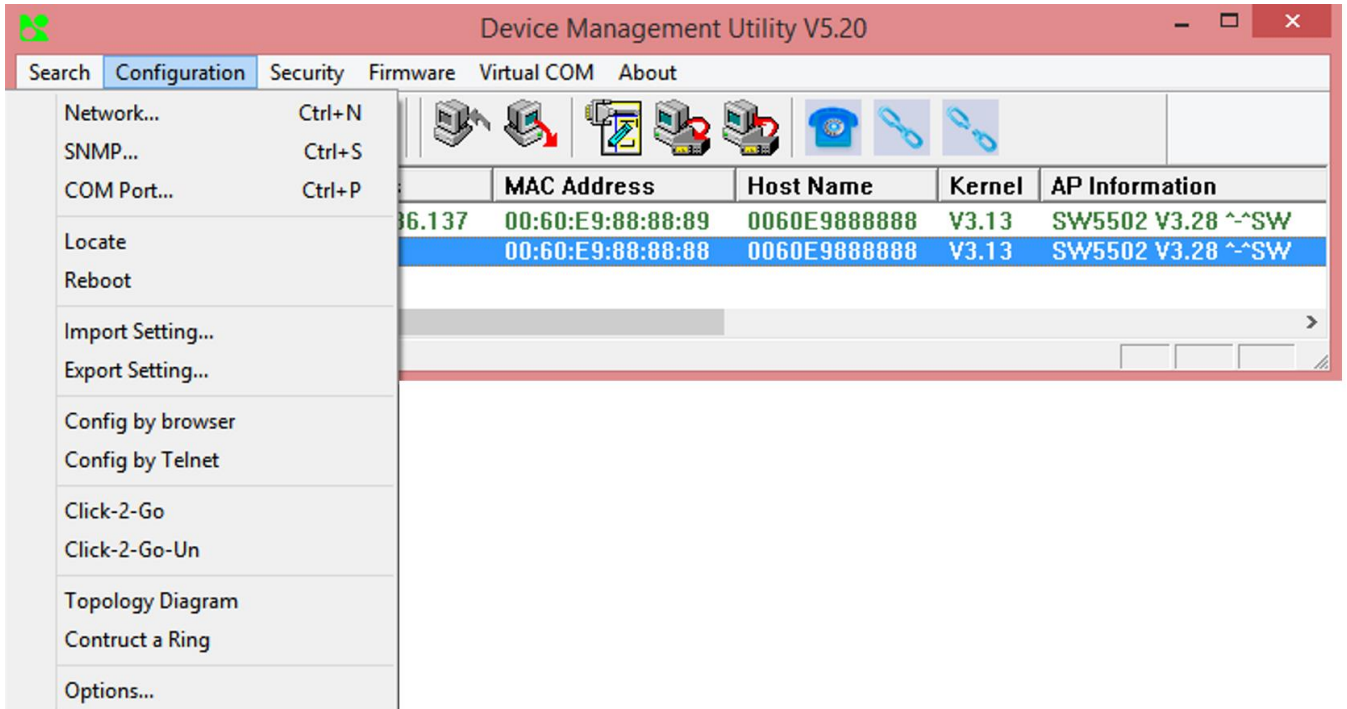 Device Management Utility V5.20
Search Configuration Security Firmware Virtual COM About
Network... Ctrl+N
SNMP... Ctrl+S
COM Port... Ctrl+P
Locate
Reboot
Import Setting...
Export Setting...
Config by browser
Config by Telnet
Click-2-Go
Click-2-Go-Un
Topology Diagram
Contruct a Ring
Options...
MAC Address Host Name Kernel AP Information
36.137 00:60:E9:88:88:89 0060E9888888 V3.13 SW5502 V3.28 ^-^SW
00:60:E9:88:88:88 0060E9888888 V3.13 SW5502 V3.28 ^-^SW